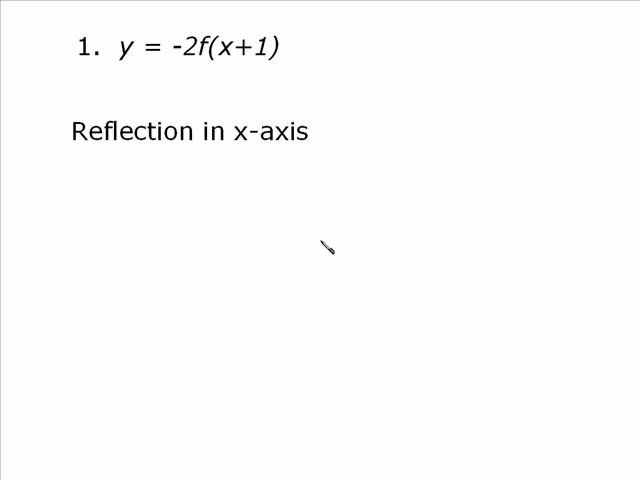 1. y = -2f(x+1)
Reflection in x-axis